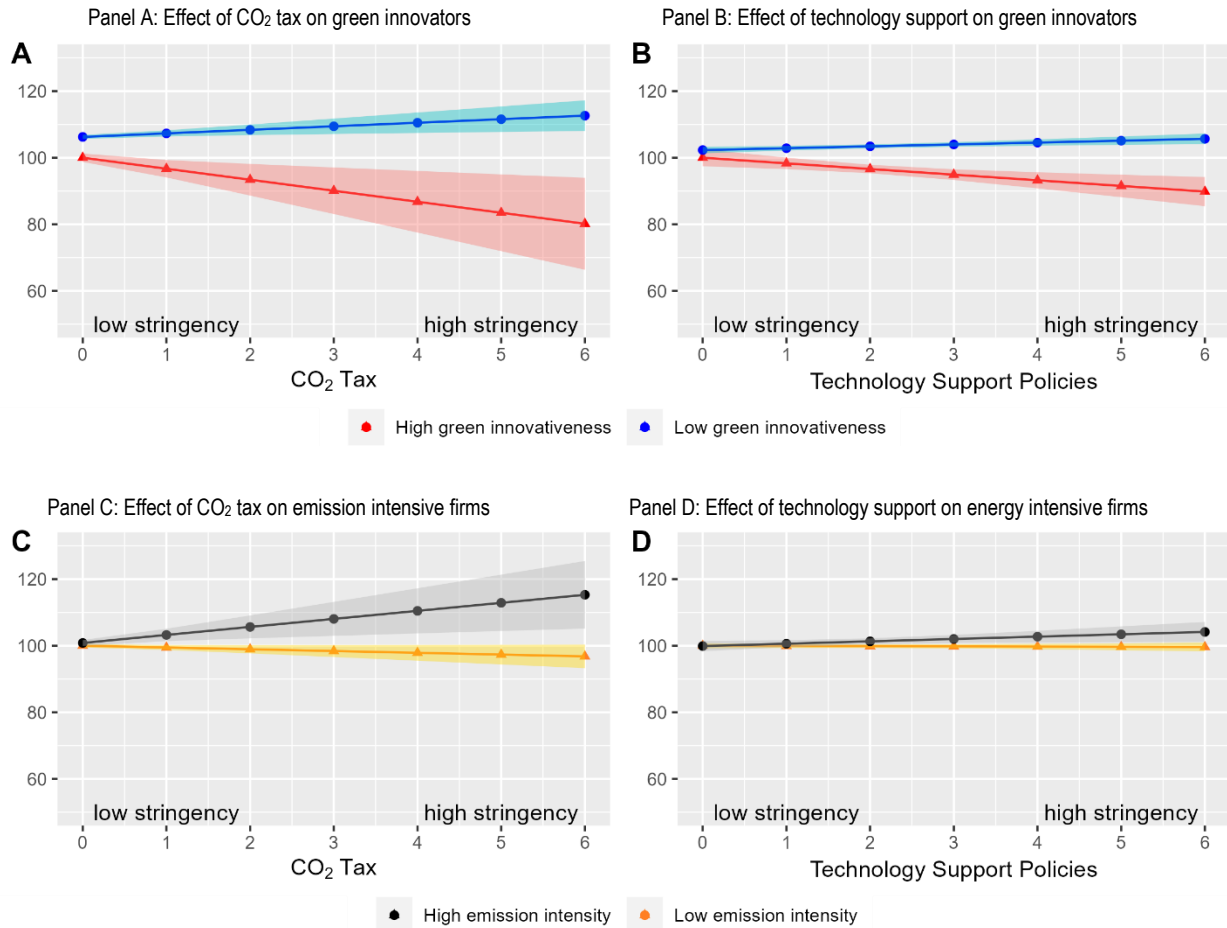 Panel A: Effect of CO₂ tax on green innovators
Panel B: Effect of technology support on green innovators
A
120
100
80
60
low stringency
high stringency
0 1 2 3 4 5 6
CO₂ Tax
B
120
100
80
60
low stringency
high stringency
0 1 2 3 4 5 6
Technology Support Policies
High green innovativeness
Low green innovativeness
Panel C: Effect of CO₂ tax on emission intensive firms
Panel D: Effect of technology support on energy intensive firms
C
120
100
80
60
low stringency
high stringency
0 1 2 3 4 5 6
CO₂ Tax
D
120
100
80
60
low stringency
high stringency
0 1 2 3 4 5 6
Technology Support Policies
High emission intensity
Low emission intensity